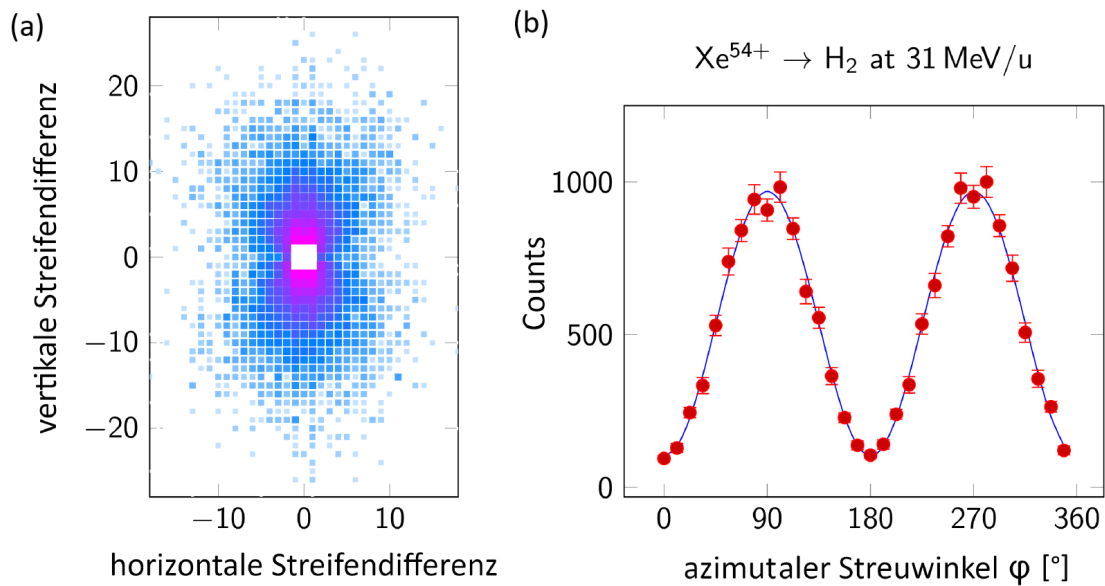 (a)
vertikale Streifendifferenz
20
10
0
−10
−20
−10 0 10
horizontale Streifendifferenz
(b)
Xe⁵⁴⁺ → H₂ at 31 MeV/u
Counts
1000
500
0
0 90 180 270 360
azimutaler Streuwinkel φ [°]